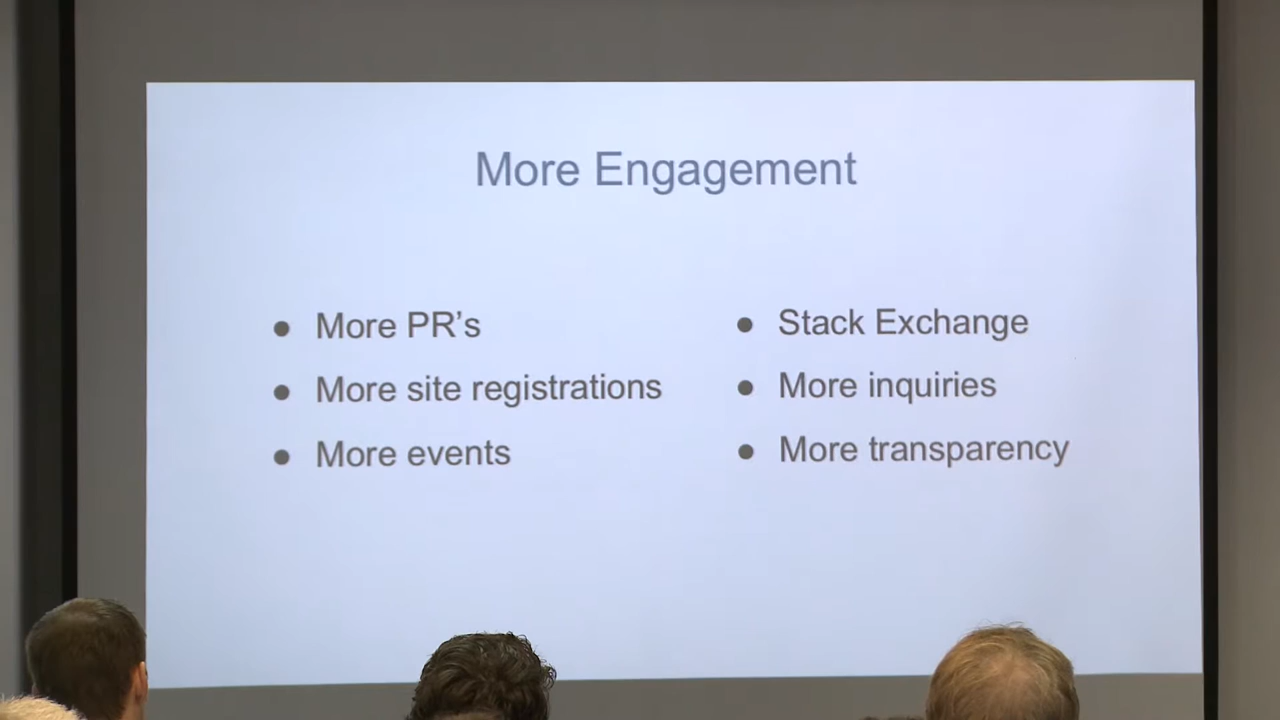 More Engagement
● More PR's
● More site registrations
● More events
● Stack Exchange
● More inquiries
● More transparency